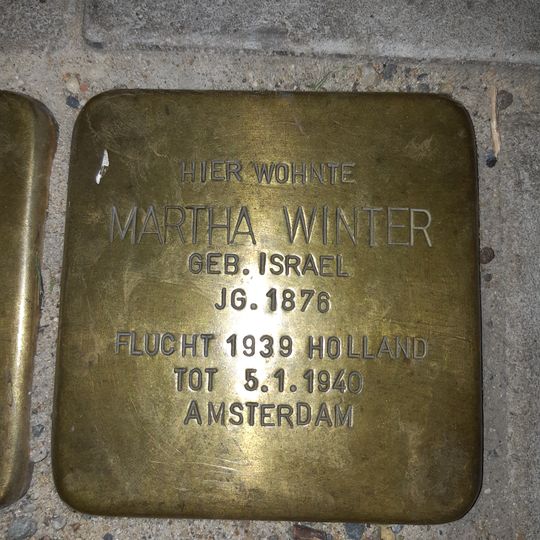 HIER WOHNTE
MARTHA WINTER
GEB. ISRAEL
JG. 1876
FLUCHT 1939 HOLLAND
TOT 5.1.1940
AMSTERDAM